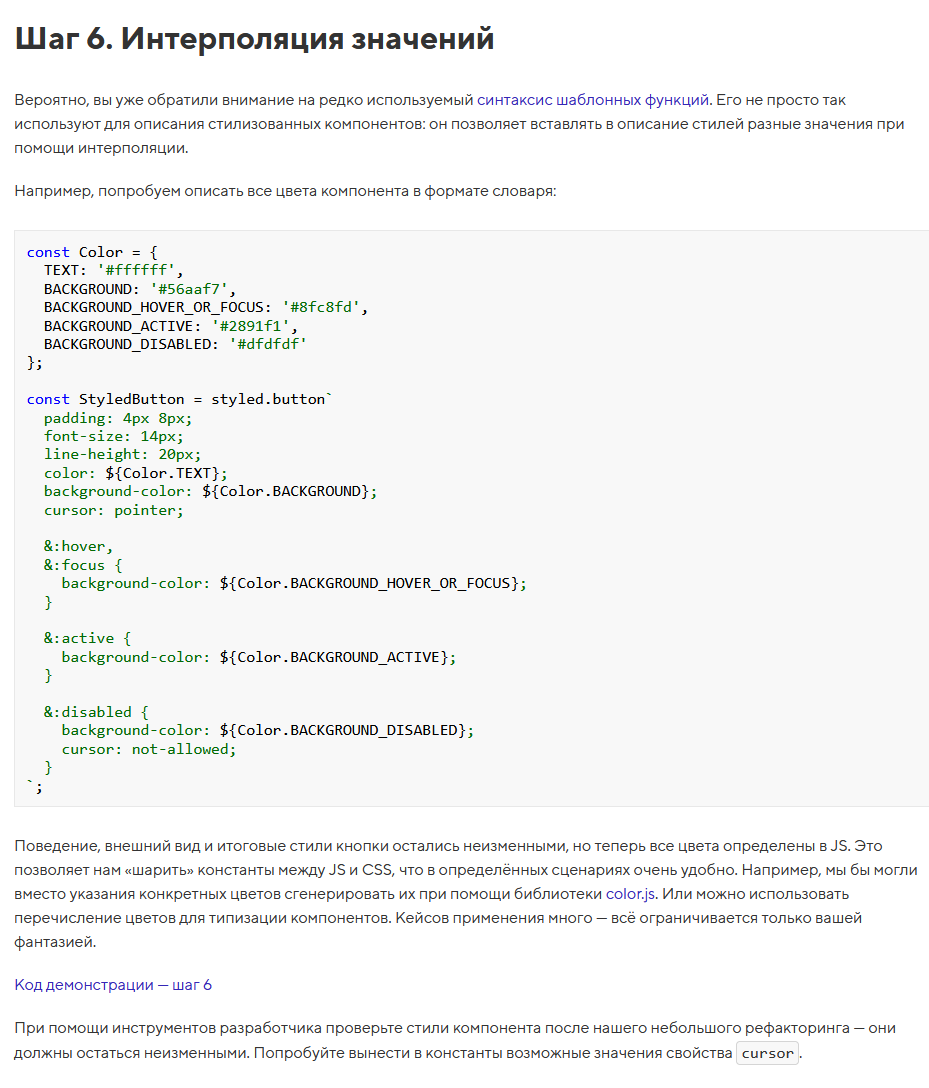 Шаг 6. Интерполяция значений
Вероятно, вы уже обратили внимание на редко используемый синтаксис шаблонных функций. Его не просто так
используют для описания стилизованных компонентов: он позволяет вставлять в описание стилей разные значения при
помощи интерполяции.
Например, попробуем описать все цвета компонента в формате словаря:
const Color = {
  TEXT: '#ffffff',
  BACKGROUND: '#56aaf7',
  BACKGROUND_HOVER_OR_FOCUS: '#8fc8fd',
  BACKGROUND_ACTIVE: '#2891f1',
  BACKGROUND_DISABLED: '#dfdfdf'
};
const StyledButton = styled.button`
  padding: 4px 8px;
  font-size: 14px;
  line-height: 20px;
  color: ${Color.TEXT};
  background-color: ${Color.BACKGROUND};
  cursor: pointer;
  &:hover,
  &:focus {
    background-color: ${Color.BACKGROUND_HOVER_OR_FOCUS};
  }
  &:active {
    background-color: ${Color.BACKGROUND_ACTIVE};
  }
  &:disabled {
    background-color: ${Color.BACKGROUND_DISABLED};
    cursor: not-allowed;
  }
`;
Поведение, внешний вид и итоговые стили кнопки остались неизменными, но теперь все цвета определены в JS. Это
позволяет нам «шарить» константы между JS и CSS, что в определённых сценариях очень удобно. Например, мы бы могли
вместо указания конкретных цветов сгенерировать их при помощи библиотеки color.js. Или можно использовать
перечисление цветов для типизации компонентов. Кейсов применения много — всё ограничивается только вашей
фантазией.
Код демонстрации — шаг 6
При помощи инструментов разработчика проверьте стили компонента после нашего небольшого рефакторинга — они
должны остаться неизменными. Попробуйте вынести в константы возможные значения свойства cursor.